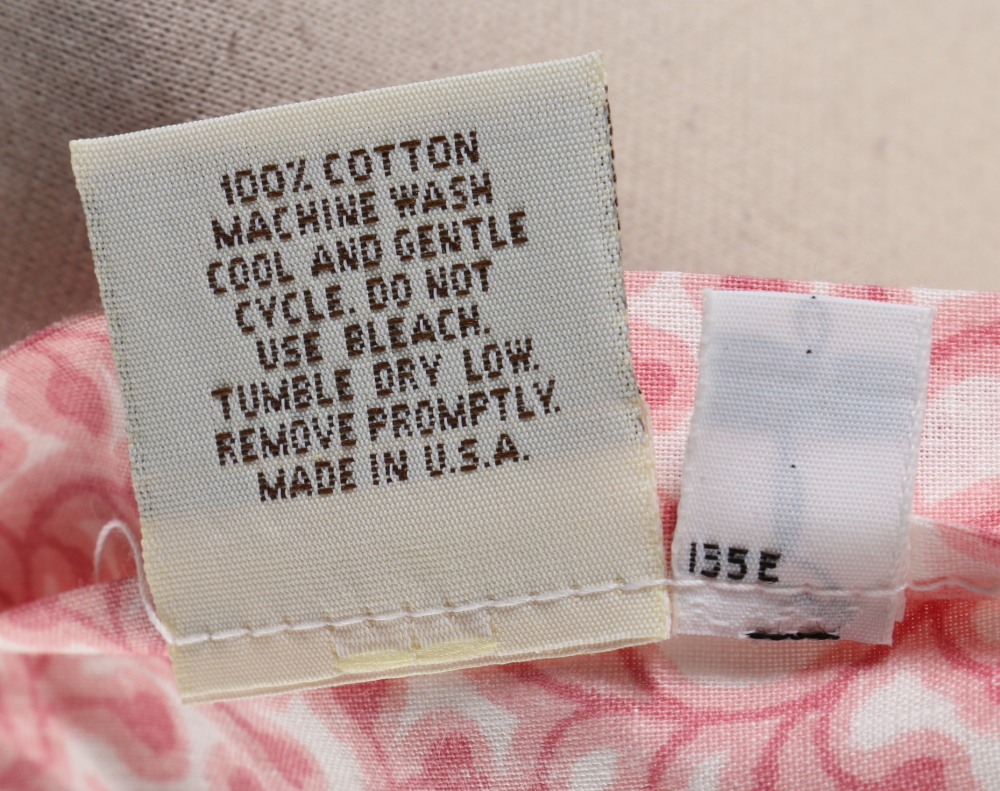 100% COTTON
MACHINE WASH
COOL AND GENTLE
CYCLE. DO NOT
USE BLEACH.
TUMBLE DRY LOW.
REMOVE PROMPTLY.
MADE IN U.S.A.
135E